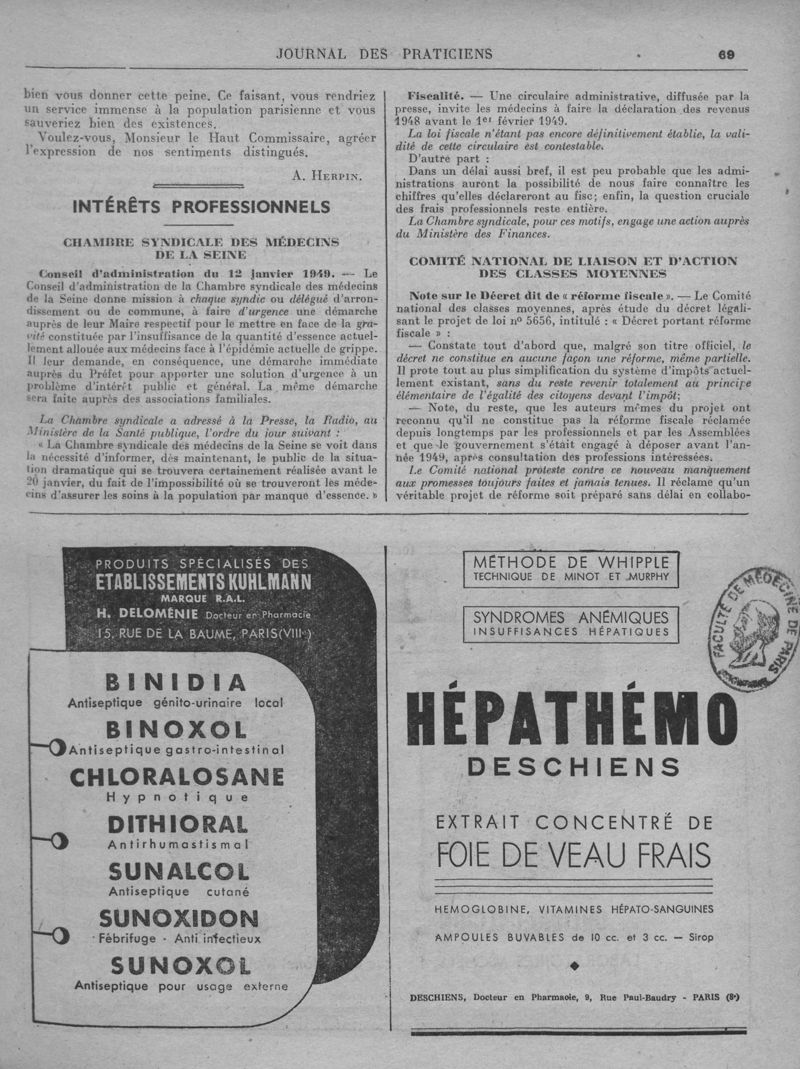 JOURNAL DES PRATICIENS
69
bien vous donner cette peine. Ce faisant, vous rendriez
un service immense à la population parisienne et vous
sauveriez bien des existences.
Voulez-vous, Monsieur le Haut Commissaire, agréer
l'expression de nos sentiments distingués.
A. HERPIN.
INTÉRÊTS PROFESSIONNELS
CHAMBRE SYNDICALE DES MÉDECINS
DE LA SEINE
Conseil d'administration du 12 janvier 1949. — Le
Conseil d'administration de la Chambre syndicale des médecins
de la Seine donne mission à chaque syndic ou délégué d'arron-
dissement ou de commune, à faire d'urgence une démarche
auprès de leur Maire respectif pour le mettre en face de la gra-
vité constituée par l'insuffisance de la quantité d'essence actuel-
lement allouée aux médecins face à l'épidémie actuelle de grippe.
Il leur demande, en conséquence, une démarche immédiate
auprès du Préfet pour apporter une solution d'urgence à un
problème d'intérêt public et général. La même démarche
sera faite auprès des associations familiales.
La Chambre syndicale a adressé à la Presse, la Radio, au
Ministère de la Santé publique, l'ordre du jour suivant :
« La Chambre syndicale des médecins de la Seine se voit dans
la nécessité d'informer, dès maintenant, le public de la situa-
tion dramatique qui se trouvera certainement réalisée avant le
20 janvier, du fait de l'impossibilité où se trouveront les méde-
cins d'assurer les soins à la population par manque d'essence. »
Fiscalité. — Une circulaire administrative, diffusée par la
presse, invite les médecins à faire la déclaration des revenus
1948 avant le 1er février 1949.
La loi fiscale n'étant pas encore définitivement établie, la vali-
dité de cette circulaire est contestable.
D'autre part :
Dans un délai aussi bref, il est peu probable que les admi-
nistrations auront la possibilité de nous faire connaître les
chiffres qu'elles déclareront au fisc; enfin, la question cruciale
des frais professionnels reste entière.
La Chambre syndicale, pour ces motifs, engage une action auprès
du Ministère des Finances.
COMITÉ NATIONAL DE LIAISON ET D'ACTION
DES CLASSES MOYENNES
Note sur le Décret dit de « réforme fiscale ». — Le Comité
national des classes moyennes, après étude du décret légali-
sant le projet de loi nº 5656, intitulé : « Décret portant réforme
fiscale » :
— Constate tout d'abord que, malgré son titre officiel, le
décret ne constitue en aucune façon une réforme, même partielle.
Il prote tout au plus simplification du système d'impôts actuel-
lement existant, sans du reste revenir totalement au principe
élémentaire de l'égalité des citoyens devant l'impôt;
— Note, du reste, que les auteurs mêmes du projet ont
reconnu qu'il ne constitue pas la réforme fiscale réclamée
depuis longtemps par les professionnels et par les Assemblées
et que le gouvernement s'était engagé à déposer avant l'an-
née 1949, après consultation des professions intéressées.
Le Comité national proteste contre ce nouveau manquement
aux promesses toujours faites et jamais tenues. Il réclame qu'un
véritable projet de réforme soit préparé sans délai en collabo-
PRODUITS SPÉCIALISÉS DES
ETABLISSEMENTS KUHLMANN
MARQUE R.A.L.
H. DELOMÉNIE Docteur en Pharmacie
15, RUE DE LA BAUME, PARIS (VIIIe)
BINIDIA
Antiseptique génito-urinaire local
BINOXOL
Antiseptique gastro-intestinal
CHLORALOSANE
Hypnotique
DITHIORAL
Antirhumastismal
SUNALCOL
Antiseptique cutané
SUNOXIDON
Fébrifuge - Anti infectieux
SUNOXOL
Antiseptique pour usage externe
MÉTHODE DE WHIPPLE
TECHNIQUE DE MINOT ET MURPHY
SYNDROMES ANÉMIQUES
INSUFFISANCES HÉPATIQUES
FACULTÉ DE MÉDECINE DE PARIS
HÉPATHÉMO
DESCHIENS
EXTRAIT CONCENTRÉ DE
FOIE DE VEAU FRAIS
HEMOGLOBINE, VITAMINES HÉPATO-SANGUINES
AMPOULES BUVABLES de 10 cc. et 3 cc. — Sirop
DESCHIENS, Docteur en Pharmacie, 9, Rue Paul-Baudry - PARIS (8e)